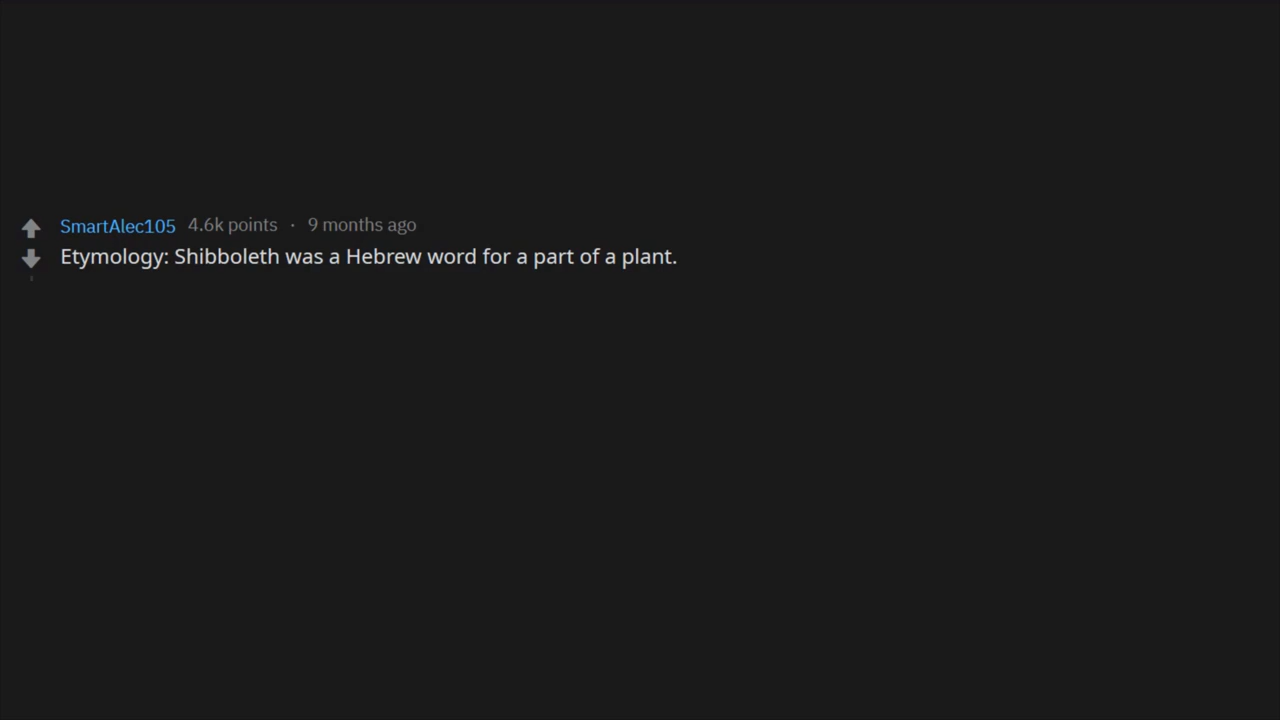 SmartAlec105 4.6k points · 9 months ago
Etymology: Shibboleth was a Hebrew word for a part of a plant.